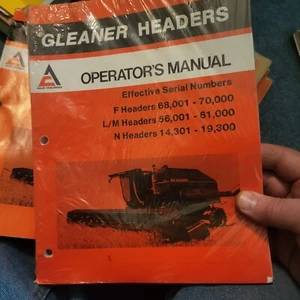 GLEANER HEADERS
OPERATOR'S MANUAL
Effective Serial Numbers
F Headers 68,001 - 70,000
L/M Headers 56,001 - 61,000
N Headers 14,301 - 19,300